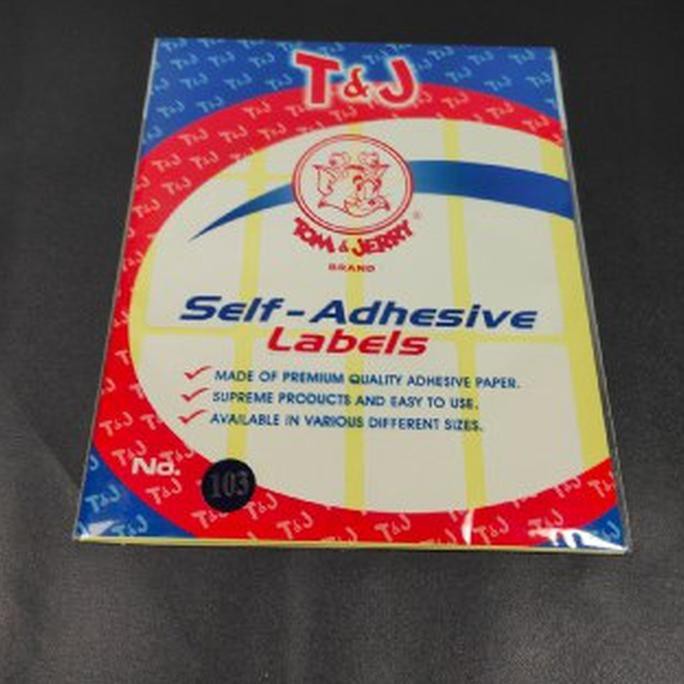 T&J
TOM & JERRY®
BRAND
Self-Adhesive
Labels
MADE OF PREMIUM QUALITY ADHESIVE PAPER.
SUPREME PRODUCTS AND EASY TO USE.
AVAILABLE IN VARIOUS DIFFERENT SIZES.
No. 103